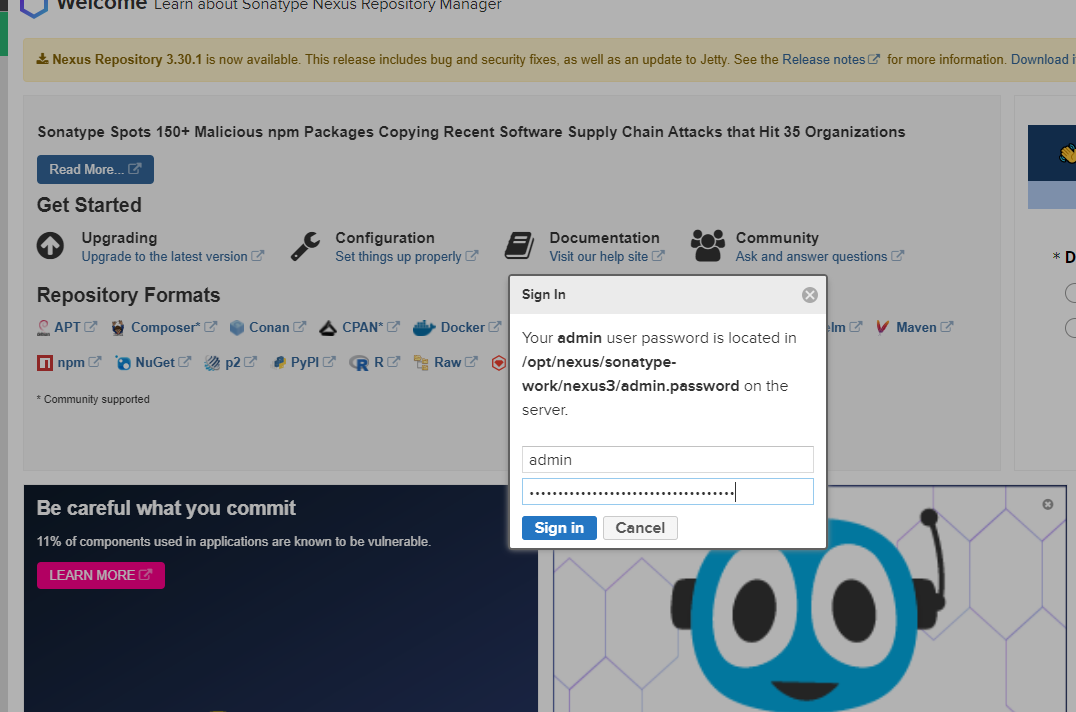 Welcome Learn about Sonatype Nexus Repository Manager
Nexus Repository 3.30.1 is now available. This release includes bug and security fixes, as well as an update to Jetty. See the Release notes for more information. Download
Sonatype Spots 150+ Malicious npm Packages Copying Recent Software Supply Chain Attacks that Hit 35 Organizations
Read More...
Get Started
Upgrading
Upgrade to the latest version
Configuration
Set things up properly
Documentation
Visit our help site
Community
Ask and answer questions
* D
Repository Formats
APT Composer* Conan CPAN* Docker elm Maven
npm NuGet p2 PyPI R Raw
* Community supported
Sign In
Your admin user password is located in
/opt/nexus/sonatype-
work/nexus3/admin.password on the
server.
admin
Sign in Cancel
Be careful what you commit
11% of components used in applications are known to be vulnerable.
LEARN MORE